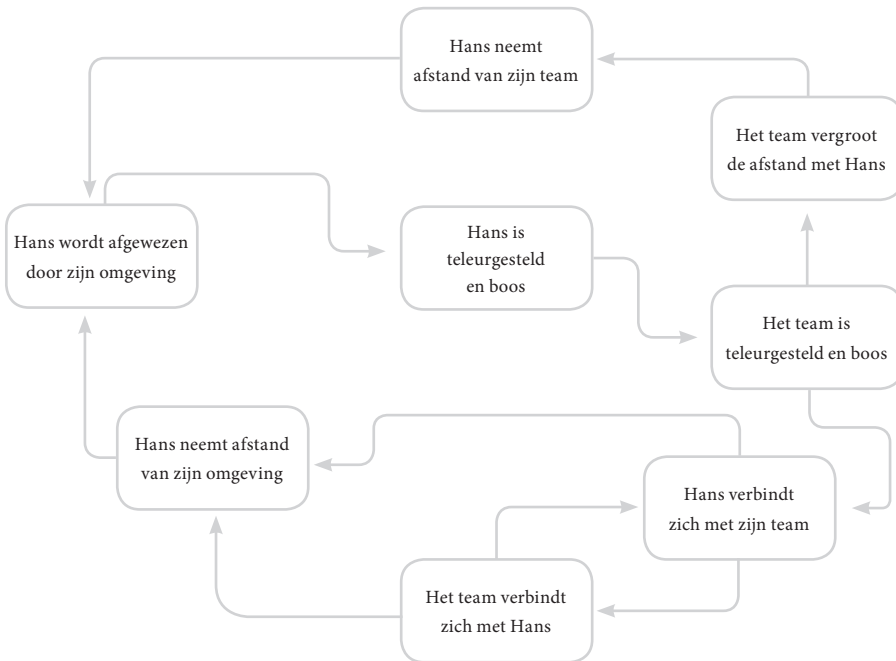 Hans neemt
afstand van zijn team
Het team vergroot
de afstand met Hans
Hans wordt afgewezen
door zijn omgeving
Hans is
teleurgesteld
en boos
Het team is
teleurgesteld en boos
Hans neemt afstand
van zijn omgeving
Hans verbindt
zich met zijn team
Het team verbindt
zich met Hans